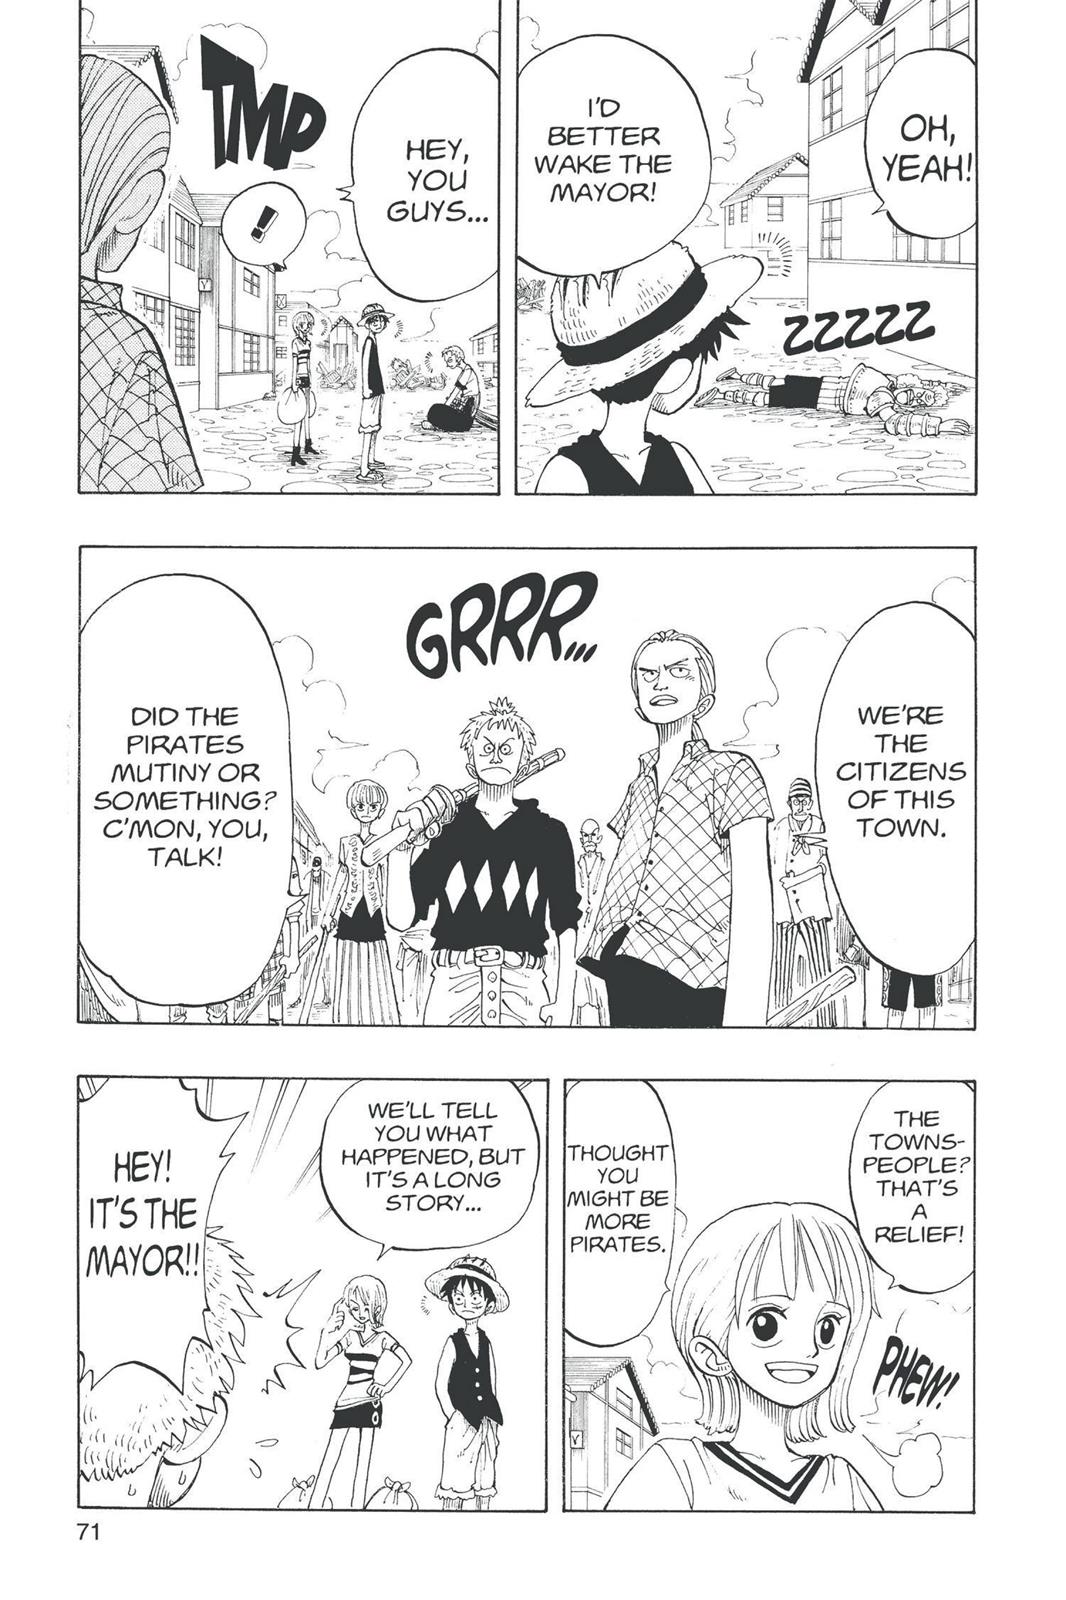 OH,
YEAH!
I'D
BETTER
WAKE THE
MAYOR!
ZZZZZ
HEY,
YOU
GUYS...
!
TMP
GRRR...
WE'RE
THE
CITIZENS
OF THIS
TOWN.
DID THE
PIRATES
MUTINY OR
SOMETHING?
C'MON, YOU,
TALK!
THE
TOWNS-
PEOPLE?
THAT'S
A
RELIEF!
THOUGHT
YOU
MIGHT BE
MORE
PIRATES.
PHEW!
WE'LL TELL
YOU WHAT
HAPPENED, BUT
IT'S A LONG
STORY...
HEY!
IT'S THE
MAYOR!!
71